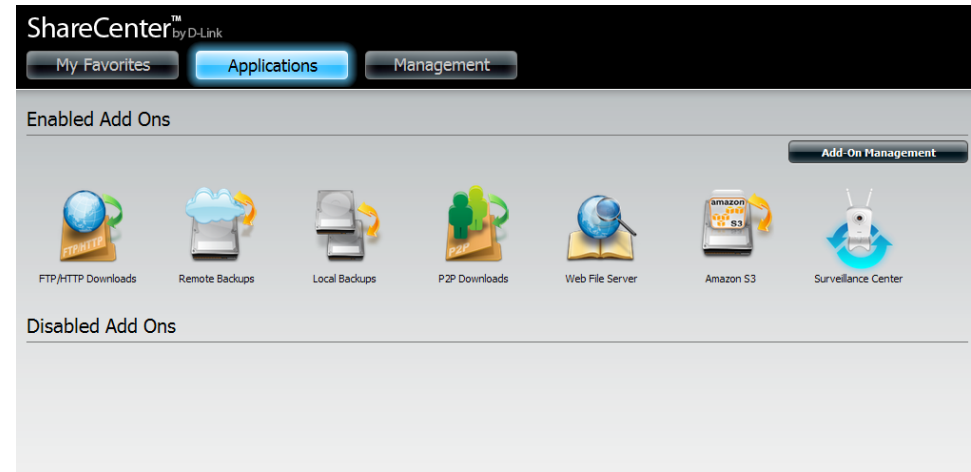 ShareCenter™ by D-Link
My Favorites Applications Management
Enabled Add Ons
Add-On Management
FTP/HTTP
P2P
amazon
S3
FTP/HTTP Downloads Remote Backups Local Backups P2P Downloads Web File Server Amazon S3 Surveillance Center
Disabled Add Ons